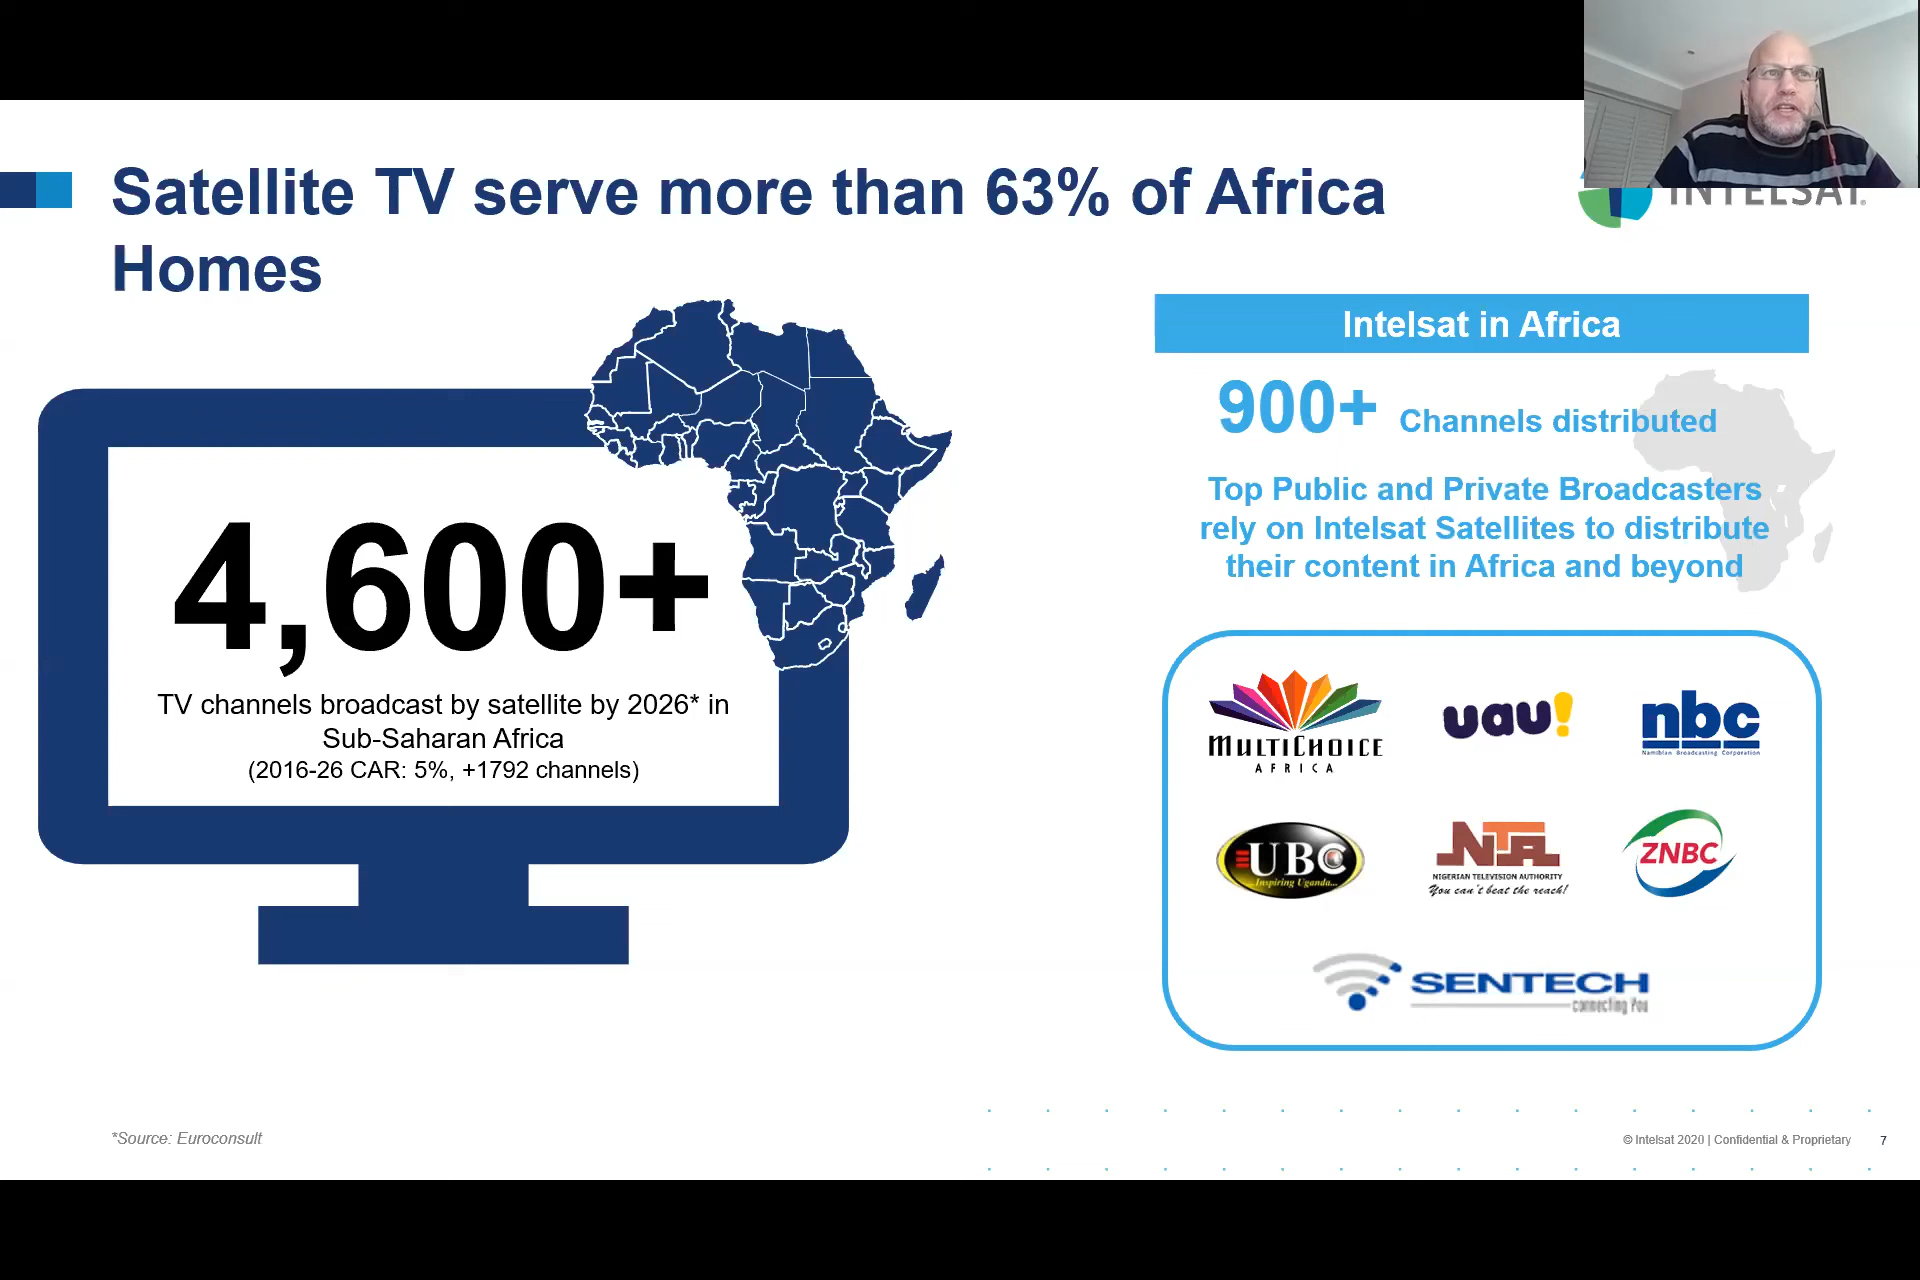 Satellite TV serve more than 63% of Africa
Homes
INTELSAT.
4,600+
TV channels broadcast by satellite by 2026* in
Sub-Saharan Africa
(2016-26 CAR: 5%, +1792 channels)
Intelsat in Africa
900+ Channels distributed
Top Public and Private Broadcasters
rely on Intelsat Satellites to distribute
their content in Africa and beyond
MULTICHOICE
AFRICA
uau!
nbc
Namibian Broadcasting Corporation
UBC
Inspiring Uganda...
NTA
NIGERIAN TELEVISION AUTHORITY
You can't beat the reach!
ZNBC
SENTECH
connecting You
*Source: Euroconsult
© Intelsat 2020 | Confidential & Proprietary 7